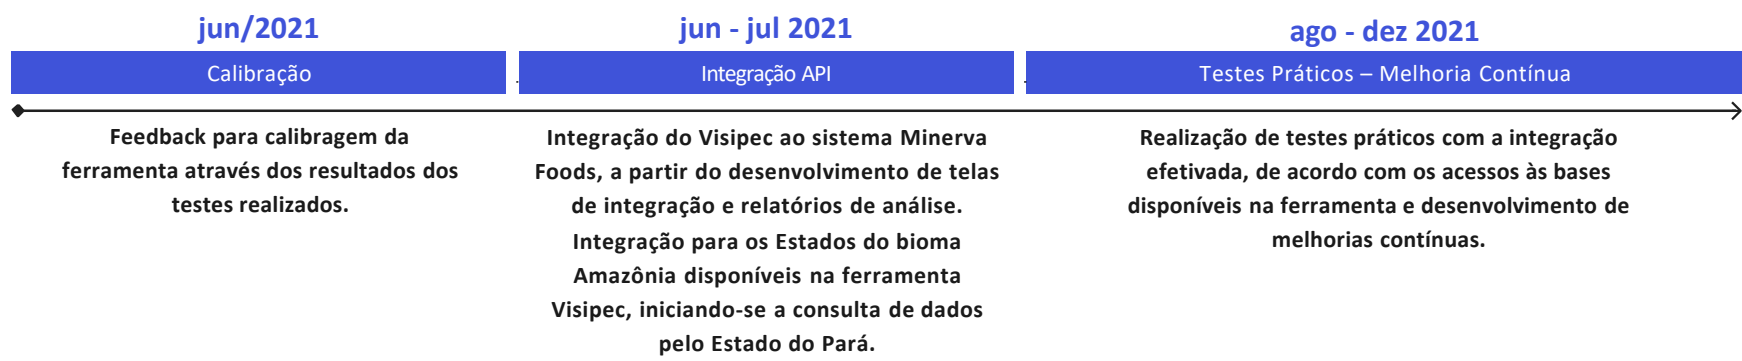 jun/2021
Calibração
Feedback para calibragem da
ferramenta através dos resultados dos
testes realizados.
jun - jul 2021
Integração API
Integração do Visipec ao sistema Minerva
Foods, a partir do desenvolvimento de telas
de integração e relatórios de análise.
Integração para os Estados do bioma
Amazônia disponíveis na ferramenta
Visipec, iniciando-se a consulta de dados
pelo Estado do Pará.
ago - dez 2021
Testes Práticos – Melhoria Contínua
Realização de testes práticos com a integração
efetivada, de acordo com os acessos às bases
disponíveis na ferramenta e desenvolvimento de
melhorias contínuas.